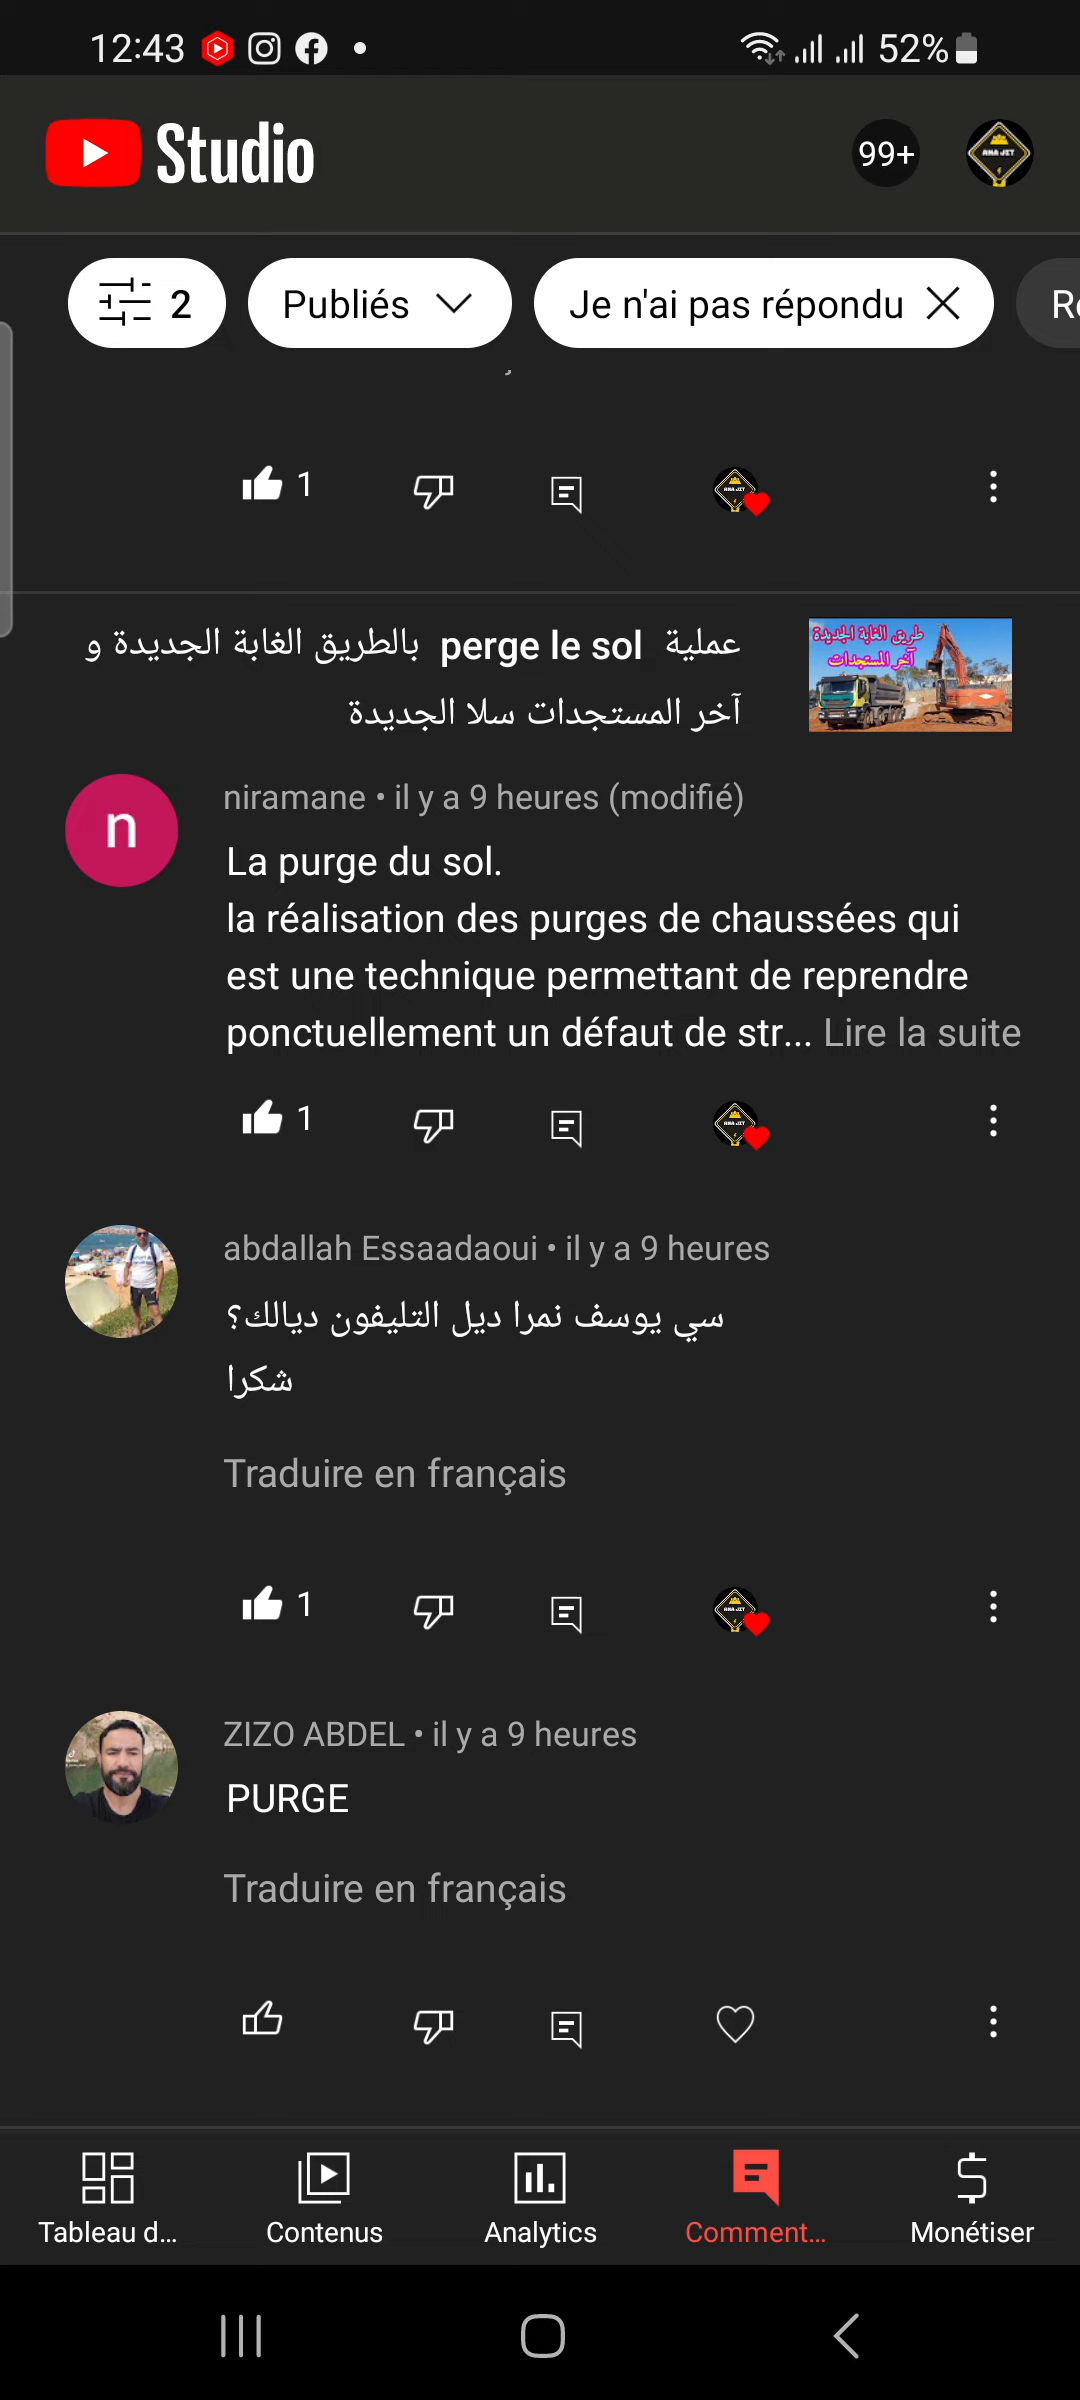 12:43
52%
Studio
99+
2
Publiés
Je n'ai pas répondu
1
عملية perge le sol بالطريق الغابة الجديدة و
آخر المستجدات سلا الجديدة
طريق الغابة الجديدة
آخر المستجدات
niramane • il y a 9 heures (modifié)
n
La purge du sol.
la réalisation des purges de chaussées qui
est une technique permettant de reprendre
ponctuellement un défaut de str... Lire la suite
1
abdallah Essaadaoui • il y a 9 heures
سي يوسف نمرا ديل التليفون ديالك؟
شكرا
Traduire en français
1
ZIZO ABDEL • il y a 9 heures
PURGE
Traduire en français
Tableau d...
Contenus
Analytics
Comment...
Monétiser